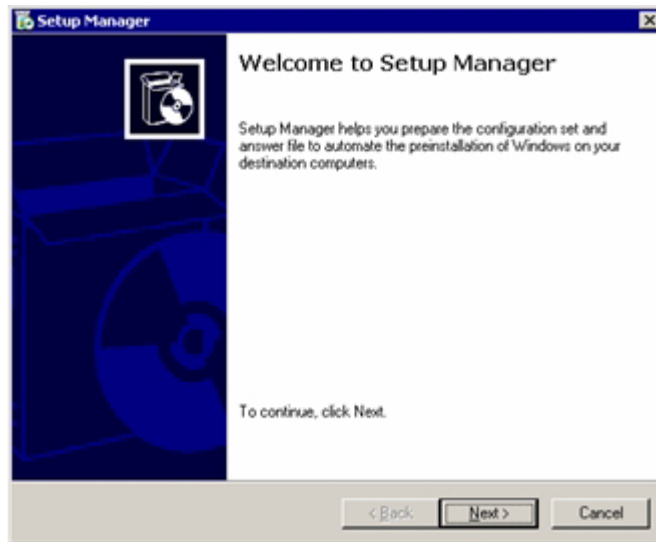 Setup Manager
Welcome to Setup Manager
Setup Manager helps you prepare the configuration set and
answer file to automate the preinstallation of Windows on your
destination computers.
To continue, click Next.
< Back
Next >
Cancel